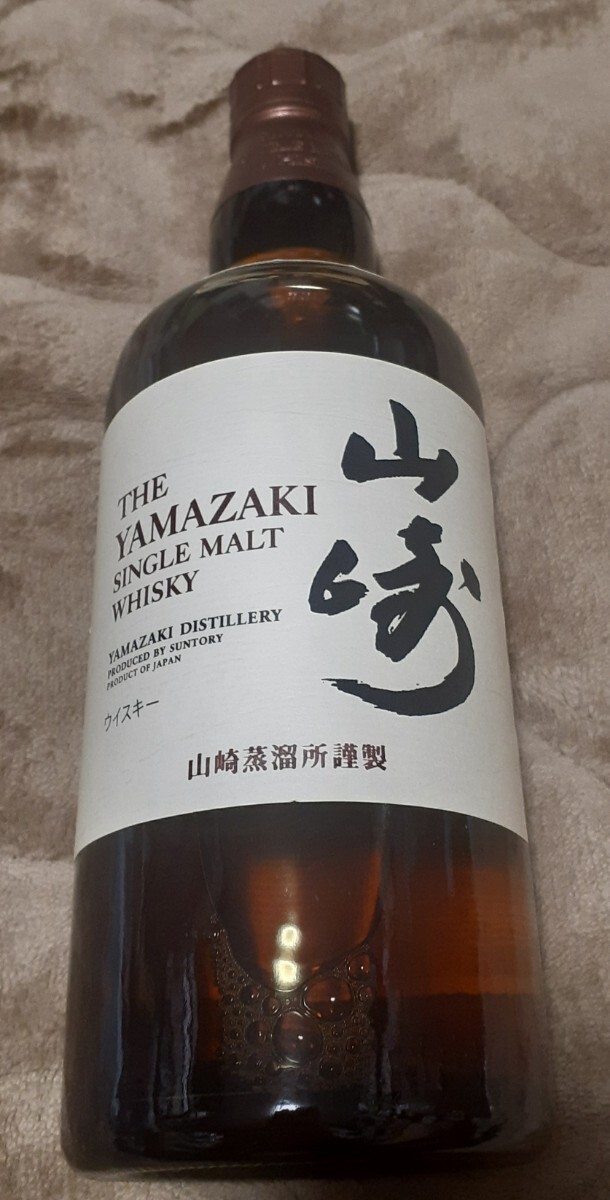 THE
YAMAZAKI
SINGLE MALT
WHISKY
YAMAZAKI DISTILLERY
PRODUCED BY SUNTORY
PRODUCT OF JAPAN
ウイスキー
山崎
山崎蒸溜所謹製